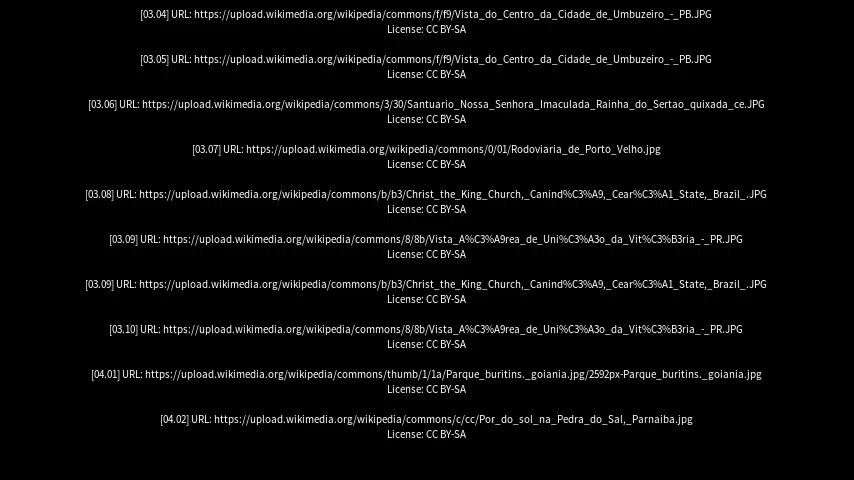 [03.04] URL: https://upload.wikimedia.org/wikipedia/commons/f/f9/Vista_do_Centro_da_Cidade_de_Umbuzeiro_-_PB.JPG
License: CC BY-SA
[03.05] URL: https://upload.wikimedia.org/wikipedia/commons/f/f9/Vista_do_Centro_da_Cidade_de_Umbuzeiro_-_PB.JPG
License: CC BY-SA
[03.06] URL: https://upload.wikimedia.org/wikipedia/commons/3/30/Santuario_Nossa_Senhora_Imaculada_Rainha_do_Sertao_quixada_ce.JPG
License: CC BY-SA
[03.07] URL: https://upload.wikimedia.org/wikipedia/commons/0/01/Rodoviaria_de_Porto_Velho.jpg
License: CC BY-SA
[03.08] URL: https://upload.wikimedia.org/wikipedia/commons/b/b3/Christ_the_King_Church,_Canind%C3%A9,_Cear%C3%A1_State,_Brazil_.JPG
License: CC BY-SA
[03.09] URL: https://upload.wikimedia.org/wikipedia/commons/8/8b/Vista_A%C3%A9rea_de_Uni%C3%A3o_da_Vit%C3%B3ria_-_PR.JPG
License: CC BY-SA
[03.09] URL: https://upload.wikimedia.org/wikipedia/commons/b/b3/Christ_the_King_Church,_Canind%C3%A9,_Cear%C3%A1_State,_Brazil_.JPG
License: CC BY-SA
[03.10] URL: https://upload.wikimedia.org/wikipedia/commons/8/8b/Vista_A%C3%A9rea_de_Uni%C3%A3o_da_Vit%C3%B3ria_-_PR.JPG
License: CC BY-SA
[04.01] URL: https://upload.wikimedia.org/wikipedia/commons/thumb/1/1a/Parque_buritins._goiania.jpg/2592px-Parque_buritins._goiania.jpg
License: CC BY-SA
[04.02] URL: https://upload.wikimedia.org/wikipedia/commons/c/cc/Por_do_sol_na_Pedra_do_Sal,_Parnaiba.jpg
License: CC BY-SA